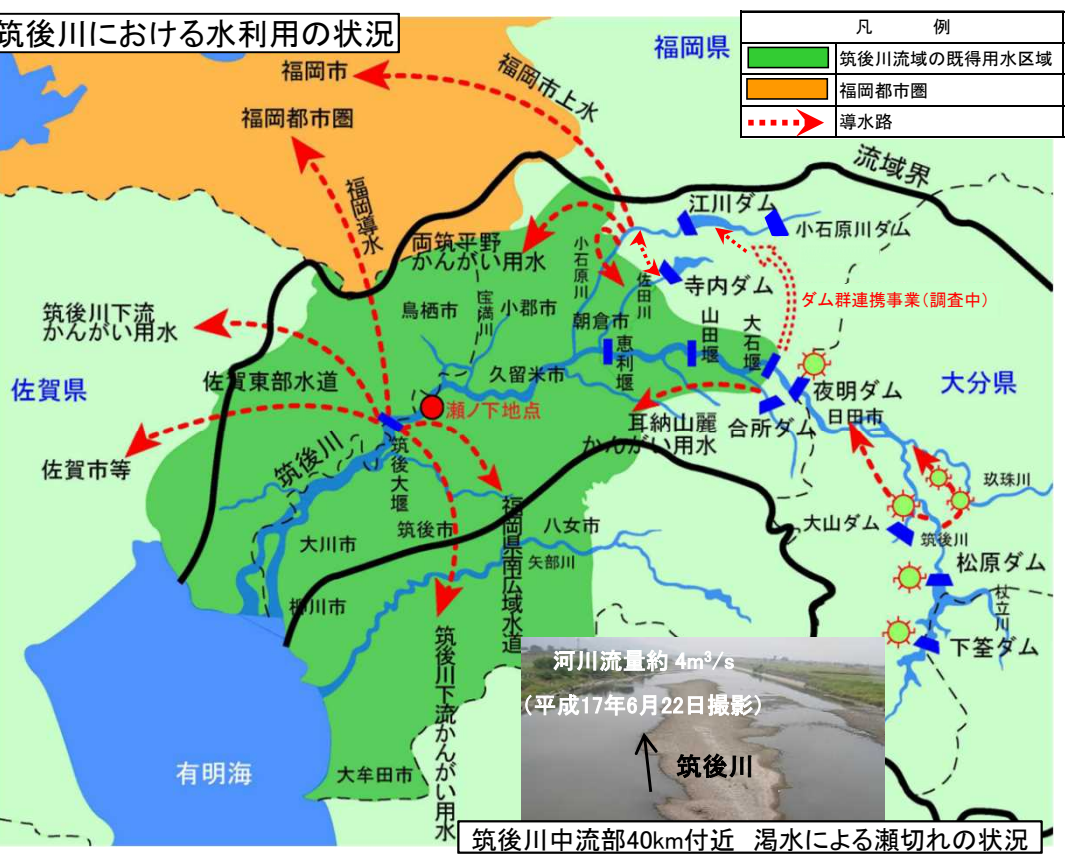 筑後川における水利用の状況
凡 例
筑後川流域の既得用水区域
福岡都市圏
導水路
福岡県
福岡市
福岡市上水
福岡都市圏
流域界
福岡導水
江川ダム
小石原川ダム
両筑平野
かんがい用水
小石原川
佐田川
寺内ダム
ダム群連携事業(調査中)
鳥栖市
宝満川
小郡市
朝倉市
筑後川下流
かんがい用水
恵利堰
山田堰
大石堰
佐賀県
佐賀東部水道
久留米市
夜明ダム
大分県
瀬ノ下地点
耳納山麓
かんがい用水
合所ダム
日田市
佐賀市等
筑後川
筑後大堰
玖珠川
大山ダム
筑後川
筑後市
福岡県南広域水道
八女市
大川市
矢部川
松原ダム
杖立川
柳川市
筑後川下流かんがい用水
下筌ダム
河川流量約 4m³/s
(平成17年6月22日撮影)
筑後川
有明海
大牟田市
筑後川中流部40km付近 渇水による瀬切れの状況